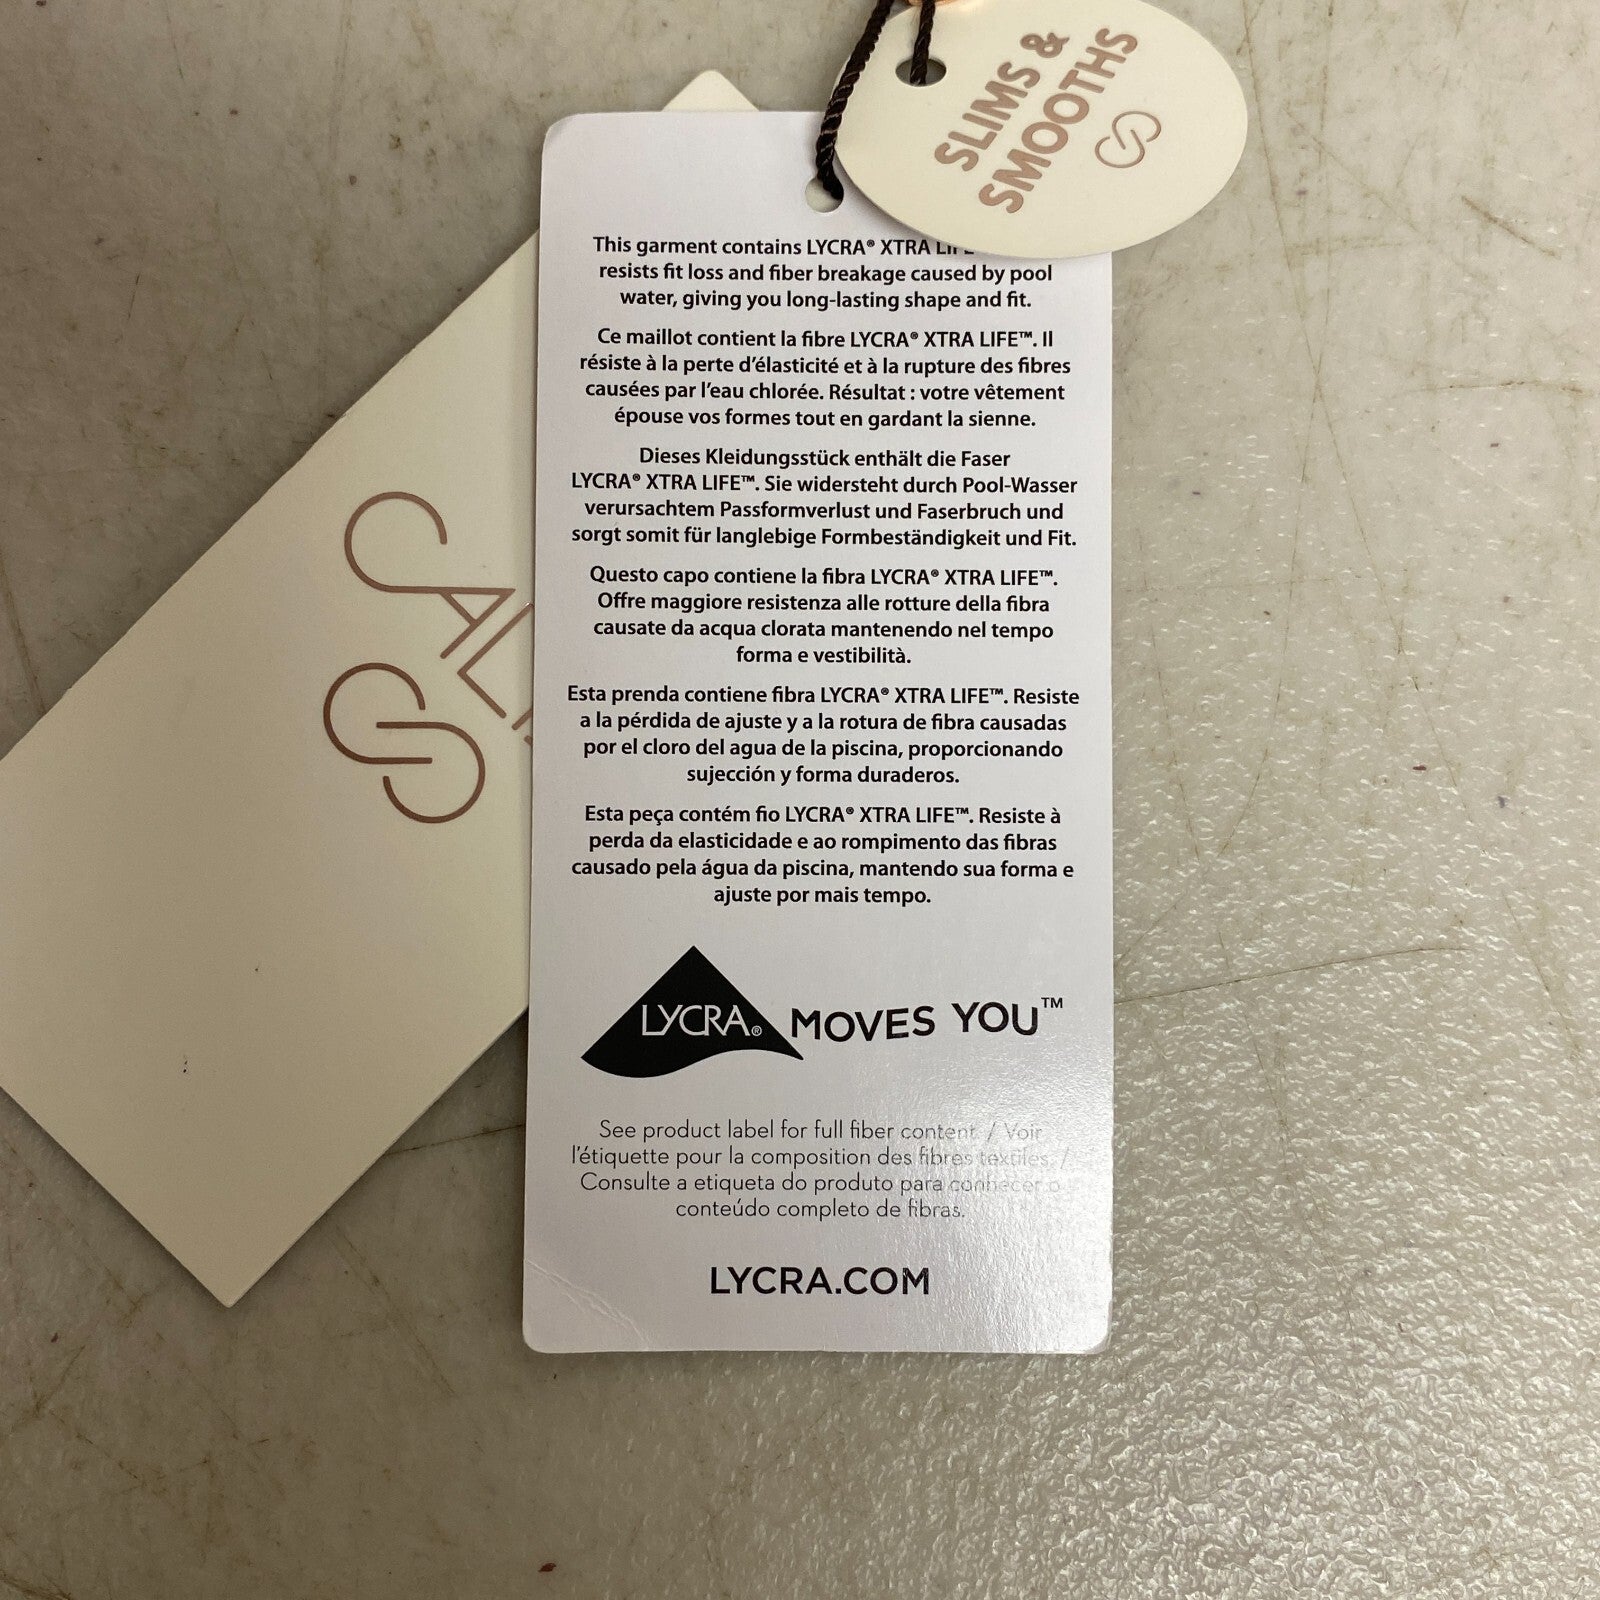 SLIMS &
SMOOTHS
This garment contains LYCRA® XTRA
resists fit loss and fiber breakage caused by pool
water, giving you long-lasting shape and fit.
Ce maillot contient la fibre LYCRA® XTRA LIFE™. Il
résiste à la perte d'élasticité et à la rupture des fibres
causées par l'eau chlorée. Résultat : votre vêtement
épouse vos formes tout en gardant la sienne.
Dieses Kleidungsstück enthält die Faser
LYCRA® XTRA LIFE™. Sie widersteht durch Pool-Wasser
verursachtem Passformverlust und Faserbruch und
sorgt somit für langlebige Formbeständigkeit und Fit.
Questo capo contiene la fibra LYCRA® XTRA LIFE™.
Offre maggiore resistenza alle rotture della fibra
causate da acqua clorata mantenendo nel tempo
forma e vestibilità.
Esta prenda contiene fibra LYCRA® XTRA LIFE™. Resiste
a la pérdida de ajuste y a la rotura de fibra causadas
por el cloro del agua de la piscina, proporcionando
sujección y forma duraderos.
Esta peça contém fio LYCRA® XTRA LIFE™. Resiste à
perda da elasticidade e ao rompimento das fibras
causado pela água da piscina, mantendo sua forma e
ajuste por mais tempo.
LYCRA® MOVES YOU™
See product label for full fiber content. / Voir
l'étiquette pour la composition des fibres textiles. /
Consulte a etiqueta do produto para conhecer o
conteúdo completo de fibras.
LYCRA.COM